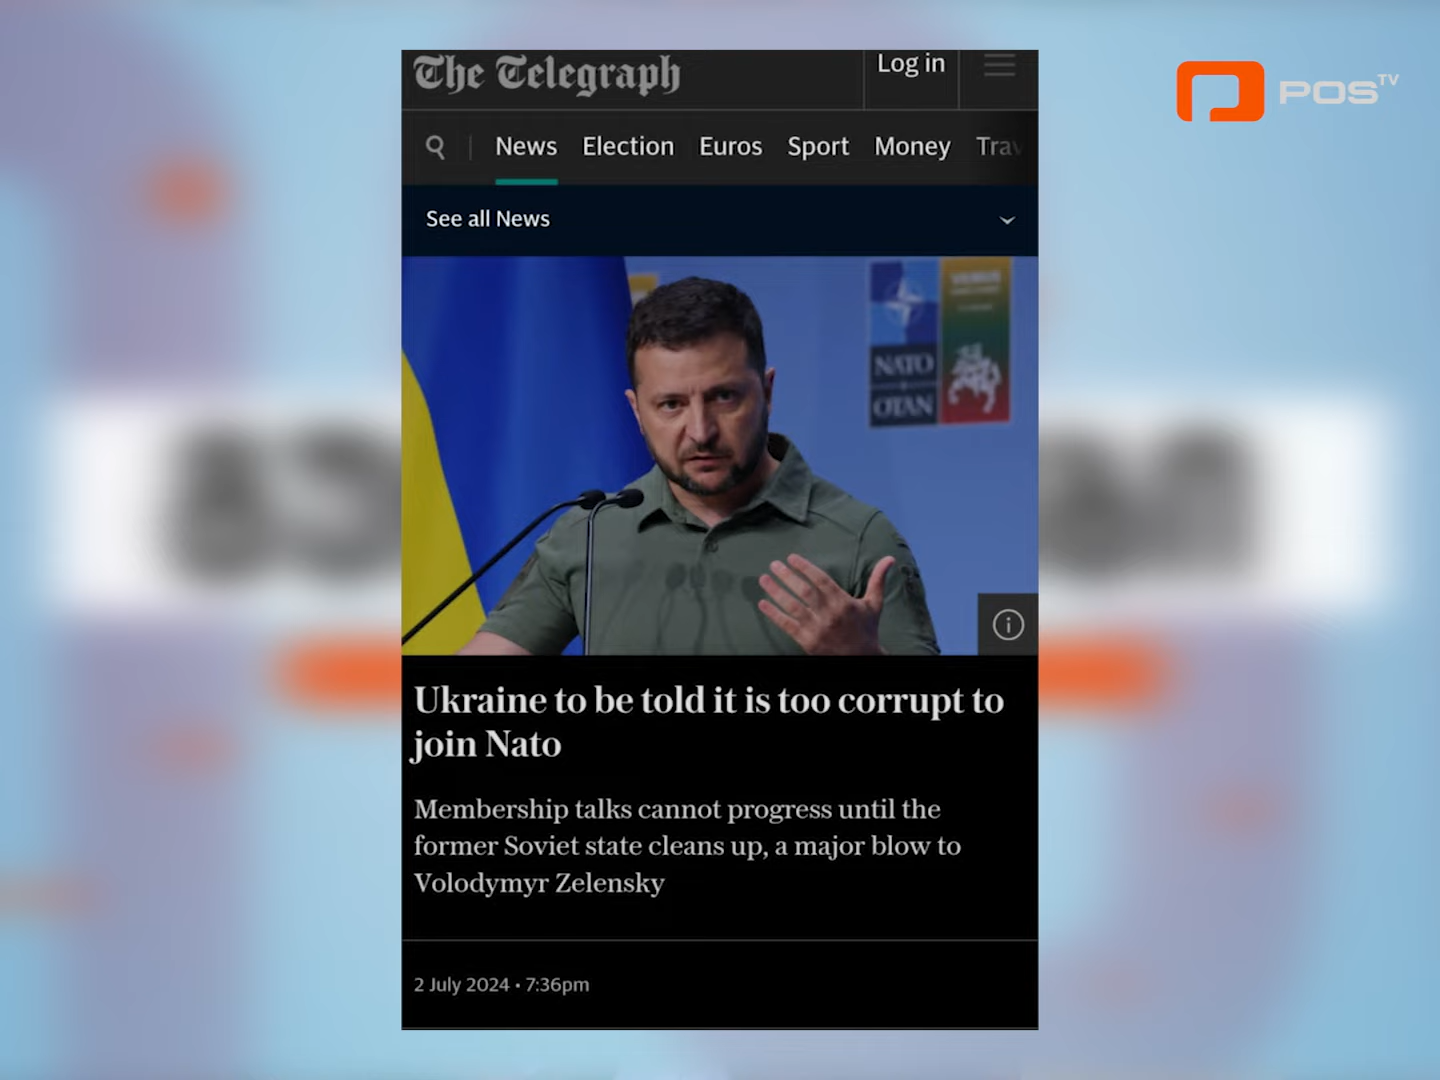 The Telegraph
Log in
POS TV
News Election Euros Sport Money Trav
See all News
NATO
OTAN
Ukraine to be told it is too corrupt to
join Nato
Membership talks cannot progress until the
former Soviet state cleans up, a major blow to
Volodymyr Zelensky
2 July 2024 • 7:36pm